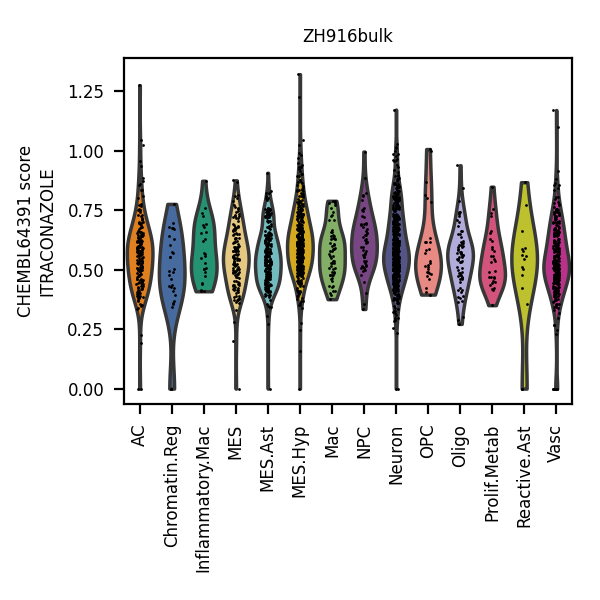 ZH916bulk
CHEMBL64391 score
ITRACONAZOLE
1.25
1.00
0.75
0.50
0.25
0.00
AC
Chromatin.Reg
Inflammatory.Mac
MES
MES.Ast
MES.Hyp
Mac
NPC
Neuron
OPC
Oligo
Prolif.Metab
Reactive.Ast
Vasc